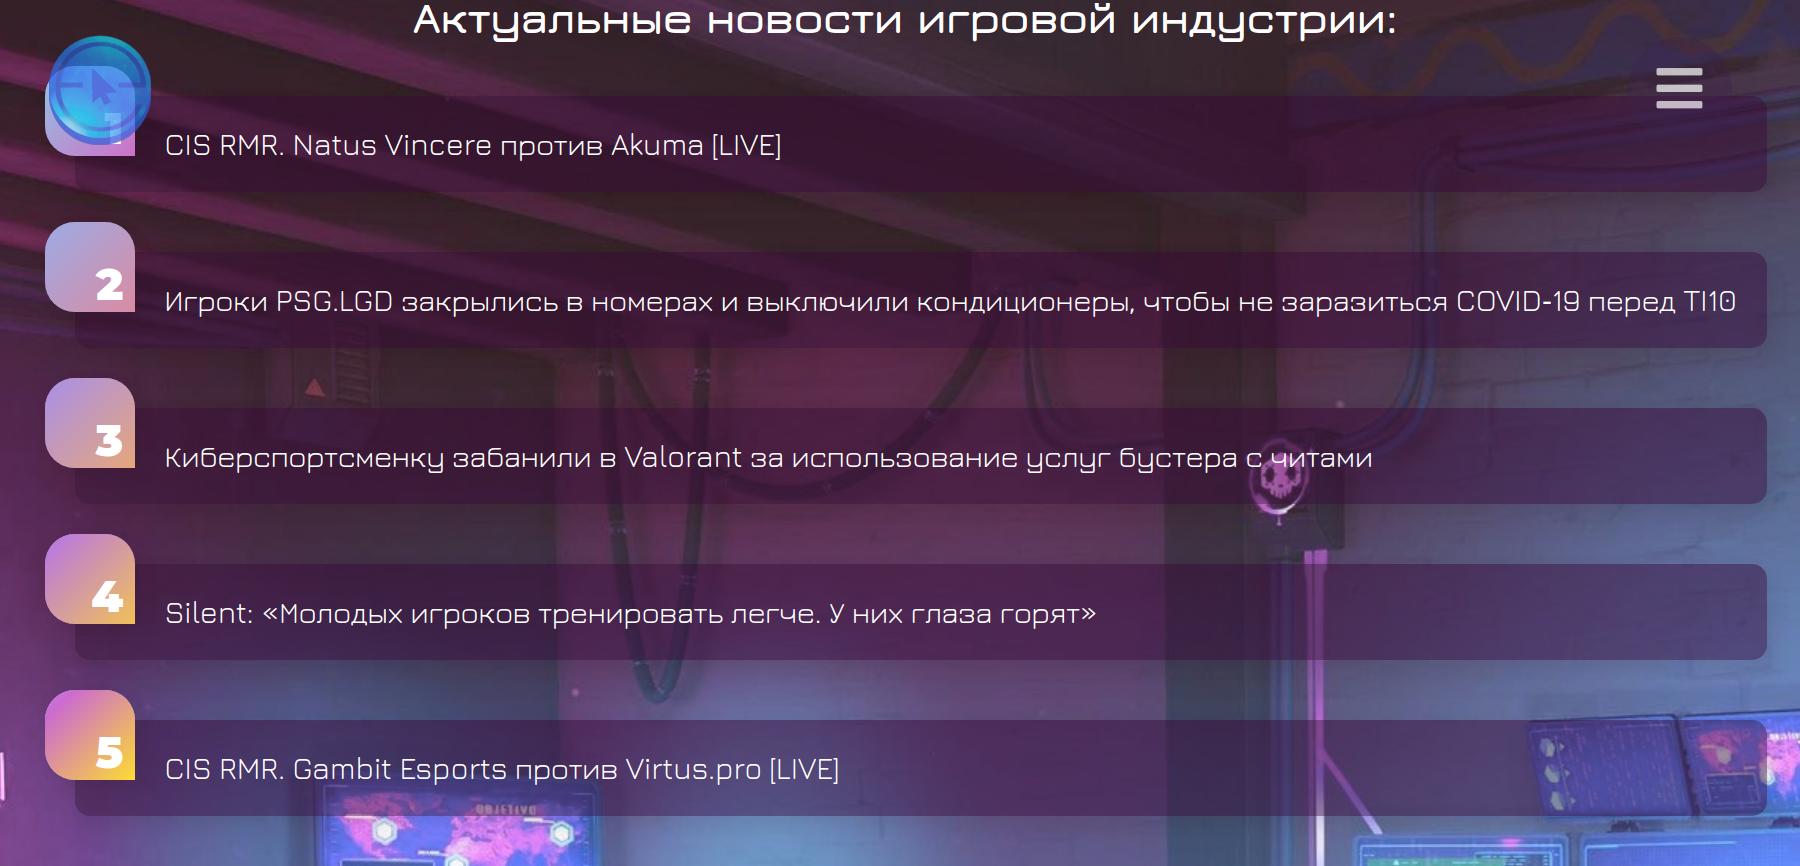 Актуальные новости игровой индустрии:
1
CIS RMR. Natus Vincere против Akuma [LIVE]
2
Игроки PSG.LGD закрылись в номерах и выключили кондиционеры, чтобы не заразиться COVID-19 перед TI10
3
Киберспортсменку забанили в Valorant за использование услуг бустера с читами
4
Silent: «Молодых игроков тренировать легче. У них глаза горят»
5
CIS RMR. Gambit Esports против Virtus.pro [LIVE]
OBJETIVO